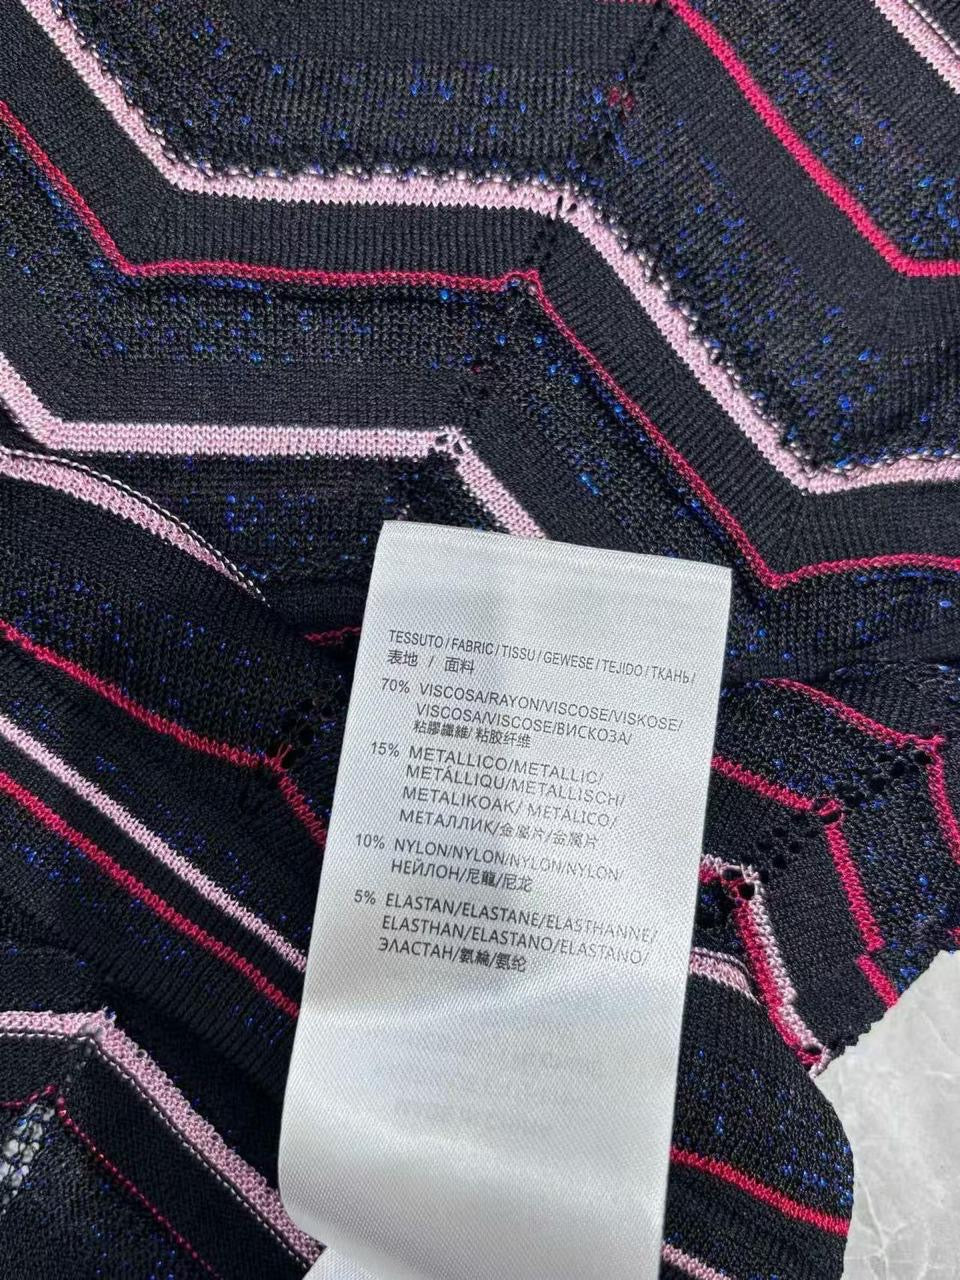 TESSUTO/FABRIC/TISSU/GEWESE/TEJIDO/ТКАНЬ/
表地 / 面料
70% VISCOSA/RAYON/VISCOSE/VISKOSE/
VISCOSA/VISCOSE/ВИСКОЗА/
粘膠纖維/粘胶纤维
15% METALLICO/METALLIC/
METÁLLIQU/METALLISCH/
METALIKOAK/ METÁLICO/
МЕТАЛЛИК/金屬片/金屬片
10% NYLON/NYLON/NYLON/NYLON/
НЕЙЛОН/尼龍/尼龙
5% ELASTAN/ELASTANE/ELASTHANNE/
ELASTHAN/ELASTANO/ELASTANO/
ЭЛАСТАН/氨綸/氨纶